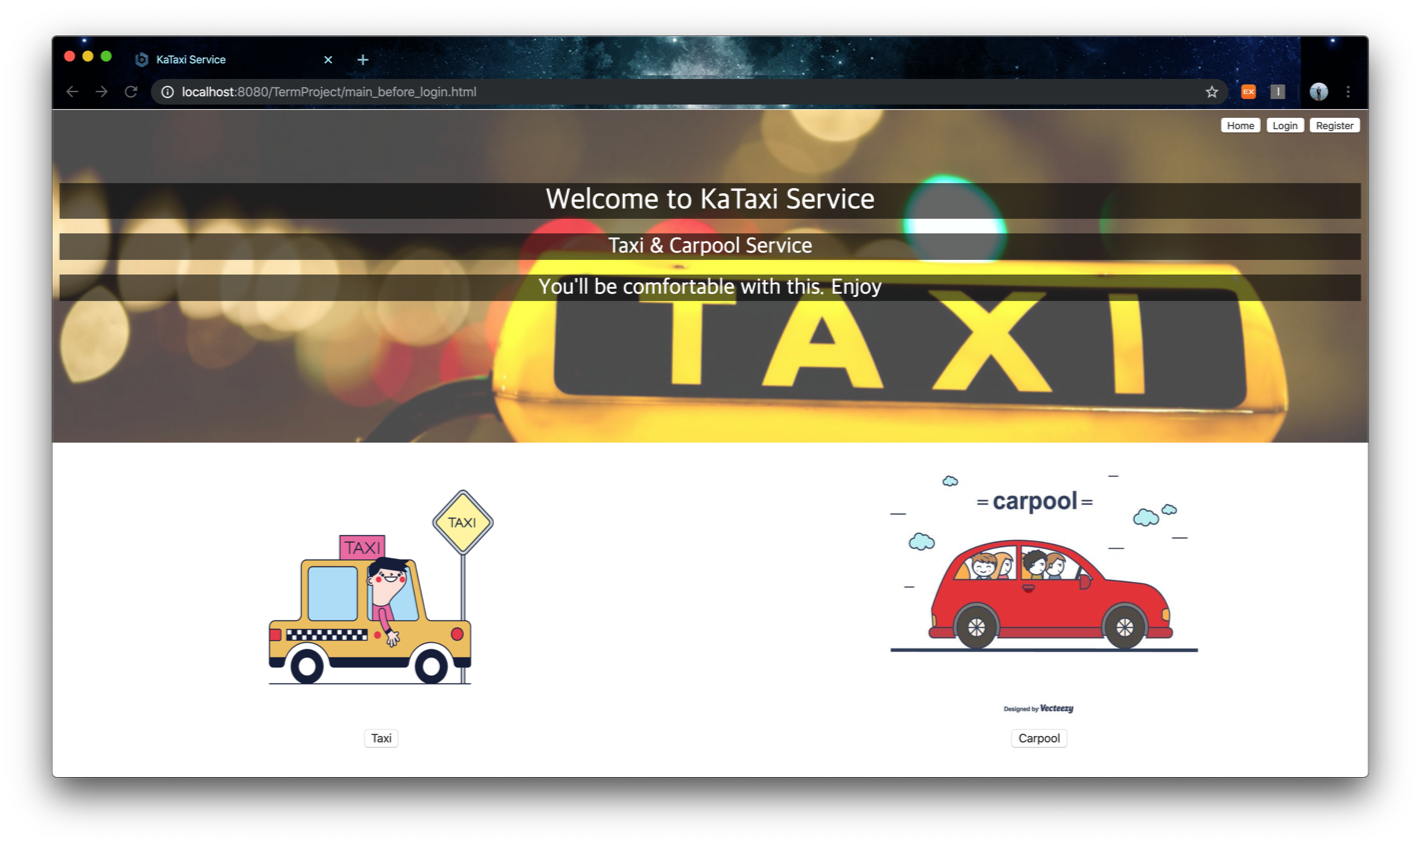 KaTaxi Service
localhost:8080/TermProject/main_before_login.html
EX
Home Login Register
Welcome to KaTaxi Service
Taxi & Carpool Service
You'll be comfortable with this. Enjoy
TAXI
TAXI
TAXI
= carpool =
Designed by Vecteezy
Taxi
Carpool